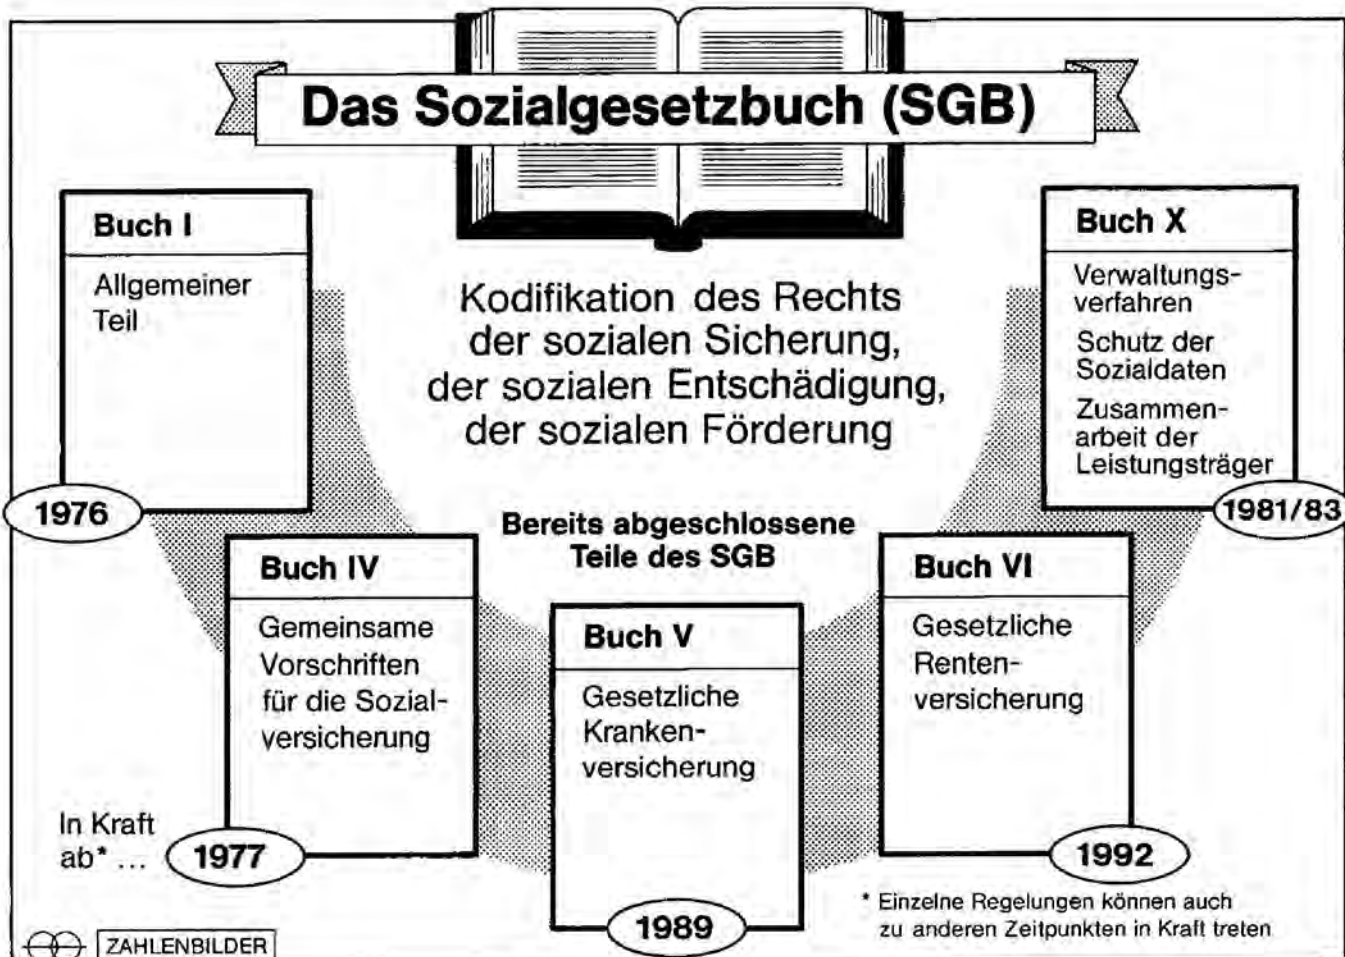 Das Sozialgesetzbuch (SGB)
Kodifikation des Rechts
der sozialen Sicherung,
der sozialen Entschädigung,
der sozialen Förderung
Bereits abgeschlossene
Teile des SGB
Buch I
Allgemeiner
Teil
1976
Buch IV
Gemeinsame
Vorschriften
für die Sozial-
versicherung
1977
Buch V
Gesetzliche
Kranken-
versicherung
1989
Buch VI
Gesetzliche
Renten-
versicherung
1992
Buch X
Verwaltungs-
verfahren
Schutz der
Sozialdaten
Zusammen-
arbeit der
Leistungsträger
1981/83
In Kraft
ab* ...
* Einzelne Regelungen können auch
zu anderen Zeitpunkten in Kraft treten
ZAHLENBILDER